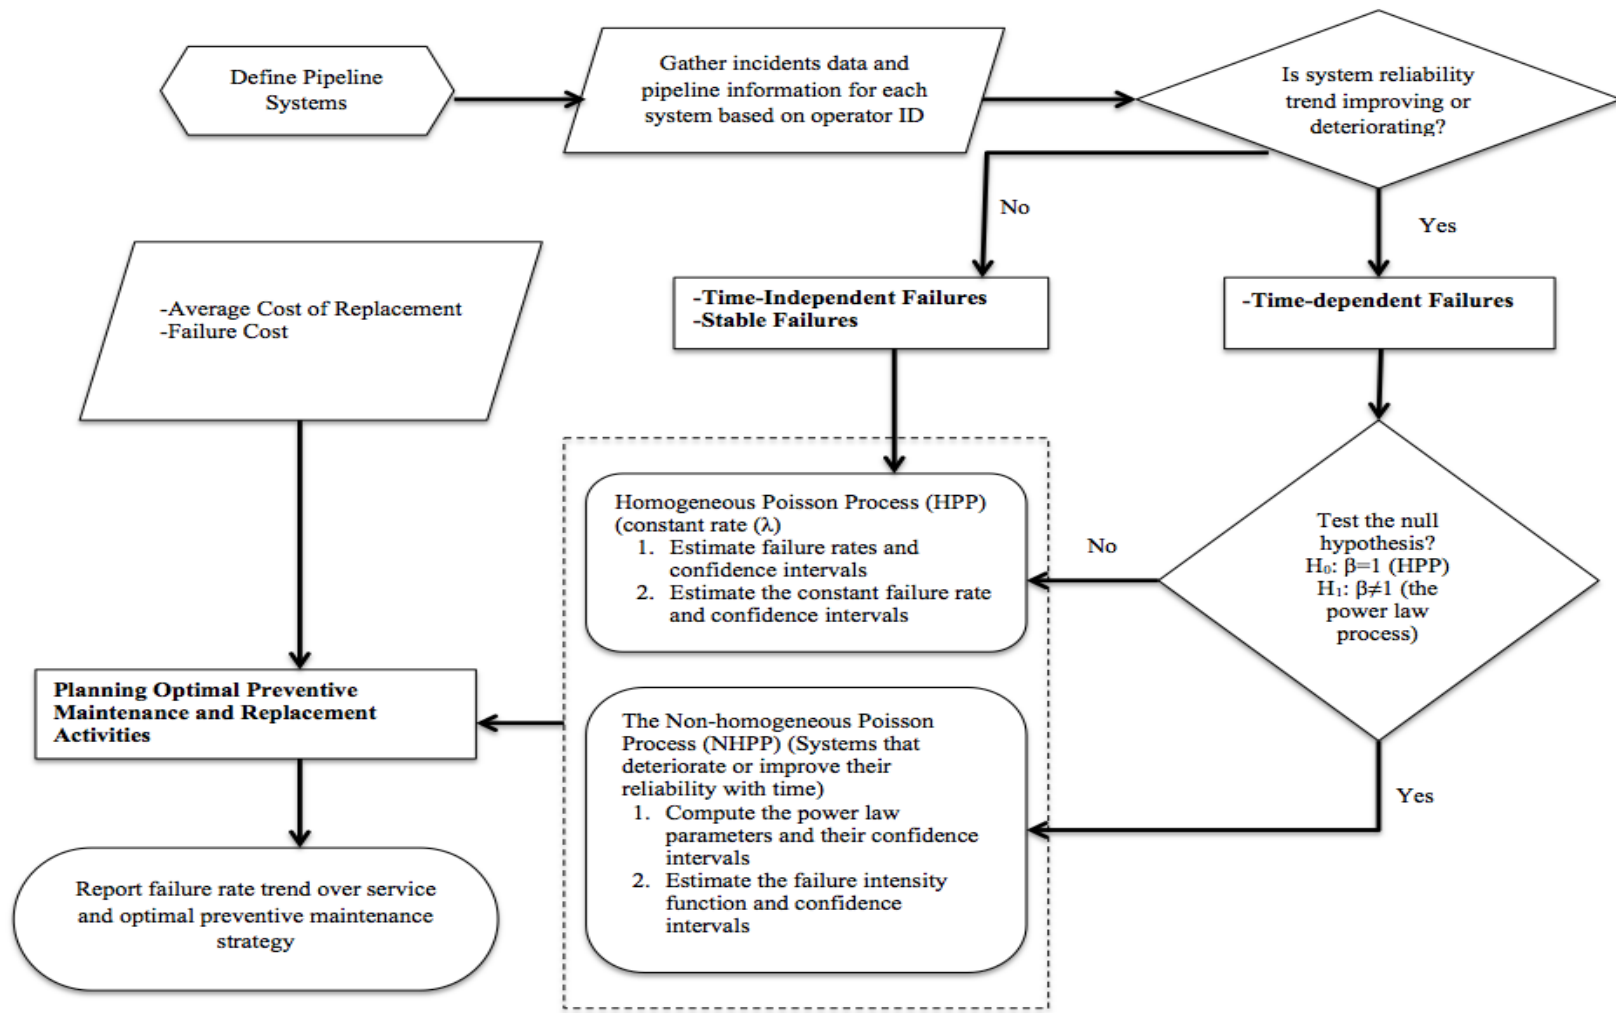 Define Pipeline
Systems
Gather incidents data and
pipeline information for each
system based on operator ID
Is system reliability
trend improving or
deteriorating?
No
Yes
-Average Cost of Replacement
-Failure Cost
-Time-Independent Failures
-Stable Failures
-Time-dependent Failures
Homogeneous Poisson Process (HPP)
(constant rate (λ)
1. Estimate failure rates and
confidence intervals
2. Estimate the constant failure rate
and confidence intervals
No
Test the null
hypothesis?
H₀: β=1 (HPP)
H₁: β≠1 (the
power law
process)
Planning Optimal Preventive
Maintenance and Replacement
Activities
The Non-homogeneous Poisson
Process (NHPP) (Systems that
deteriorate or improve their
reliability with time)
1. Compute the power law
parameters and their confidence
intervals
2. Estimate the failure intensity
function and confidence
intervals
Yes
Report failure rate trend over service
and optimal preventive maintenance
strategy